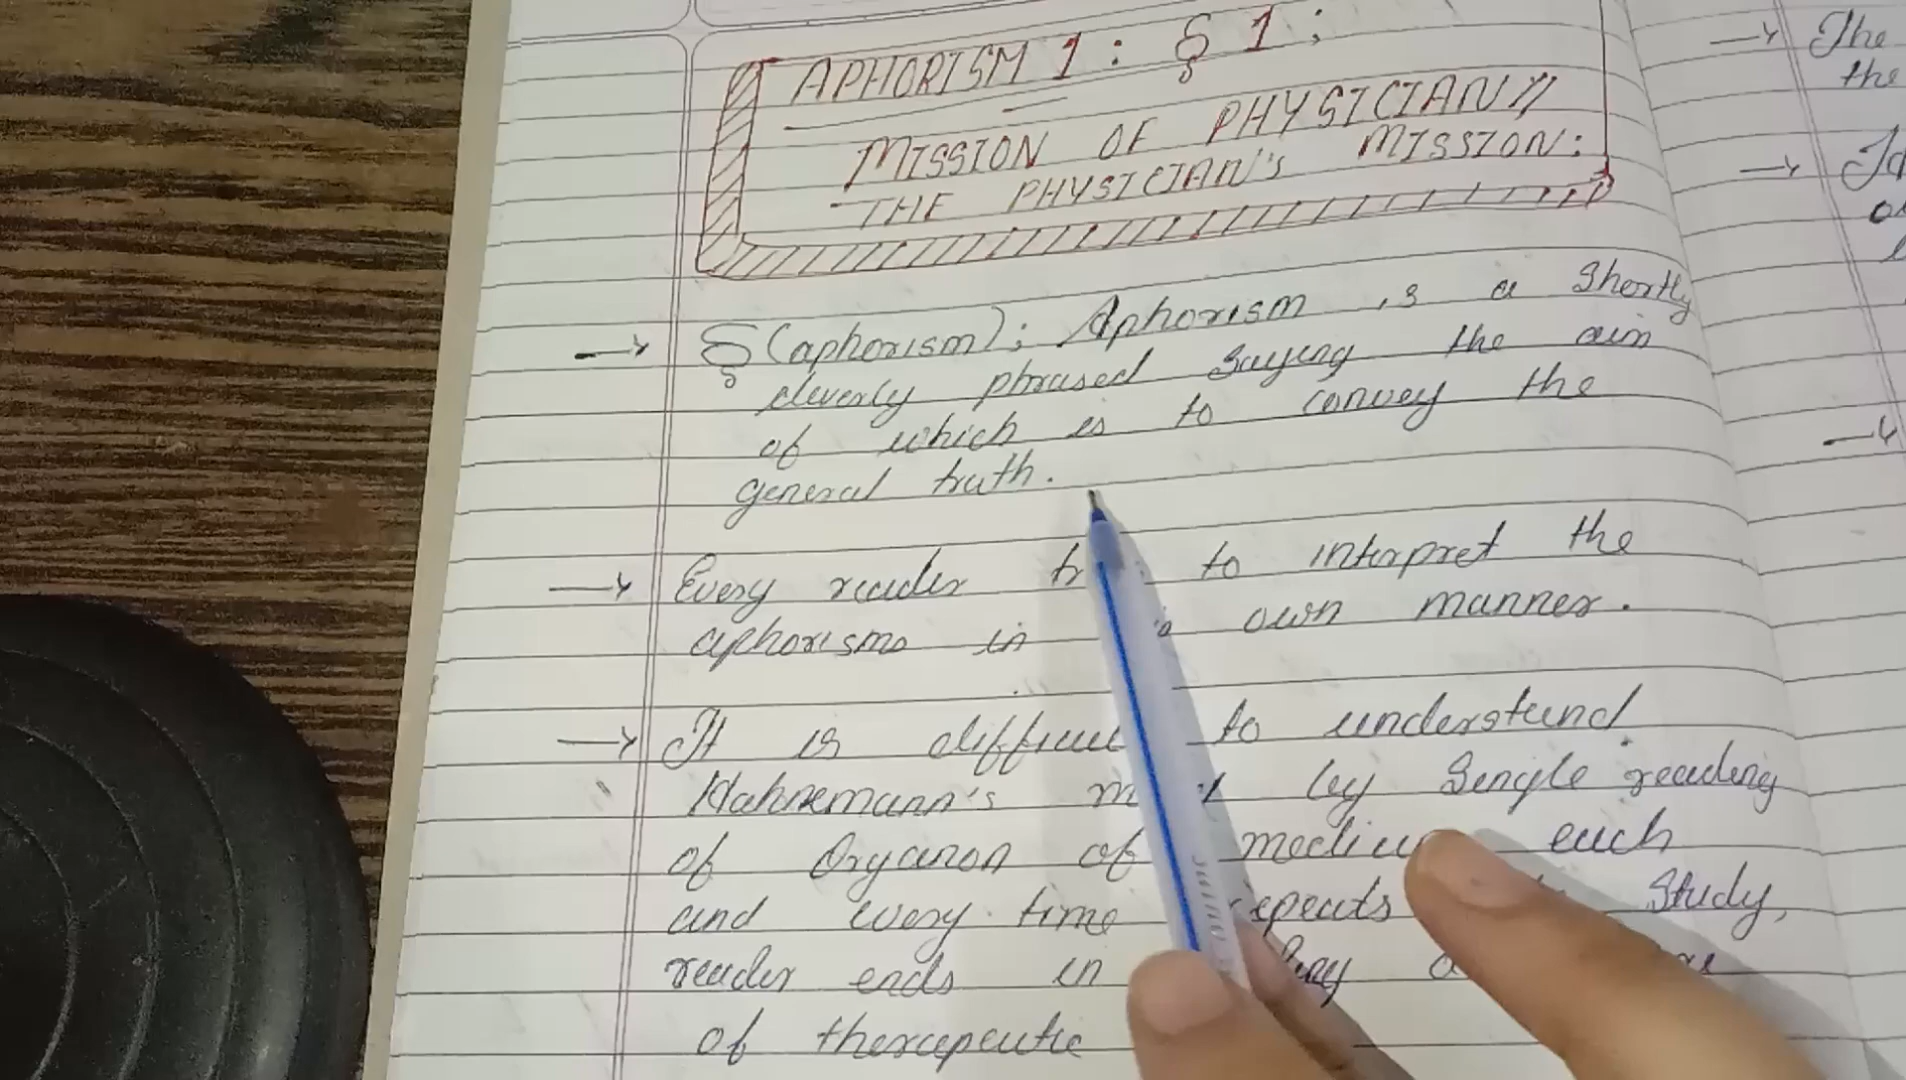 APHORISM 1 : § 1 ;
MISSION OF PHYSICIAN //
THE PHYSICIAN'S MISSION :
→ § (aphorism) ; Aphorism is a shortly
cleverly phrased saying the aim
of which is to convey the
general truth.
→ Every reader to interpret the
aphorisms in own manner.
→ It is to understand
Hahnemann's by single reading
of Organon of each
and every time study,
reader ends in
of therapeutic
→ The
the
→
→